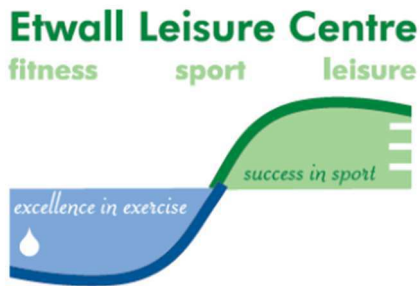 Etwall Leisure Centre
fitness sport leisure
success in sport
excellence in exercise